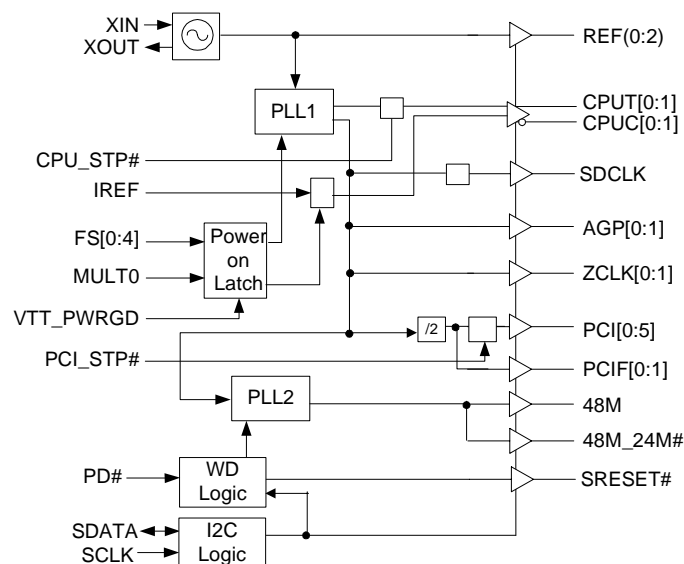 XIN
XOUT
REF(0:2)
PLL1
CPUT[0:1]
CPUC[0:1]
CPU_STP#
SDCLK
IREF
AGP[0:1]
FS[0:4]
Power
on
Latch
MULT0
ZCLK[0:1]
VTT_PWRGD
/2
PCI[0:5]
PCI_STP#
PCIF[0:1]
PLL2
48M
48M_24M#
PD#
WD
Logic
SRESET#
SDATA
I2C
Logic
SCLK